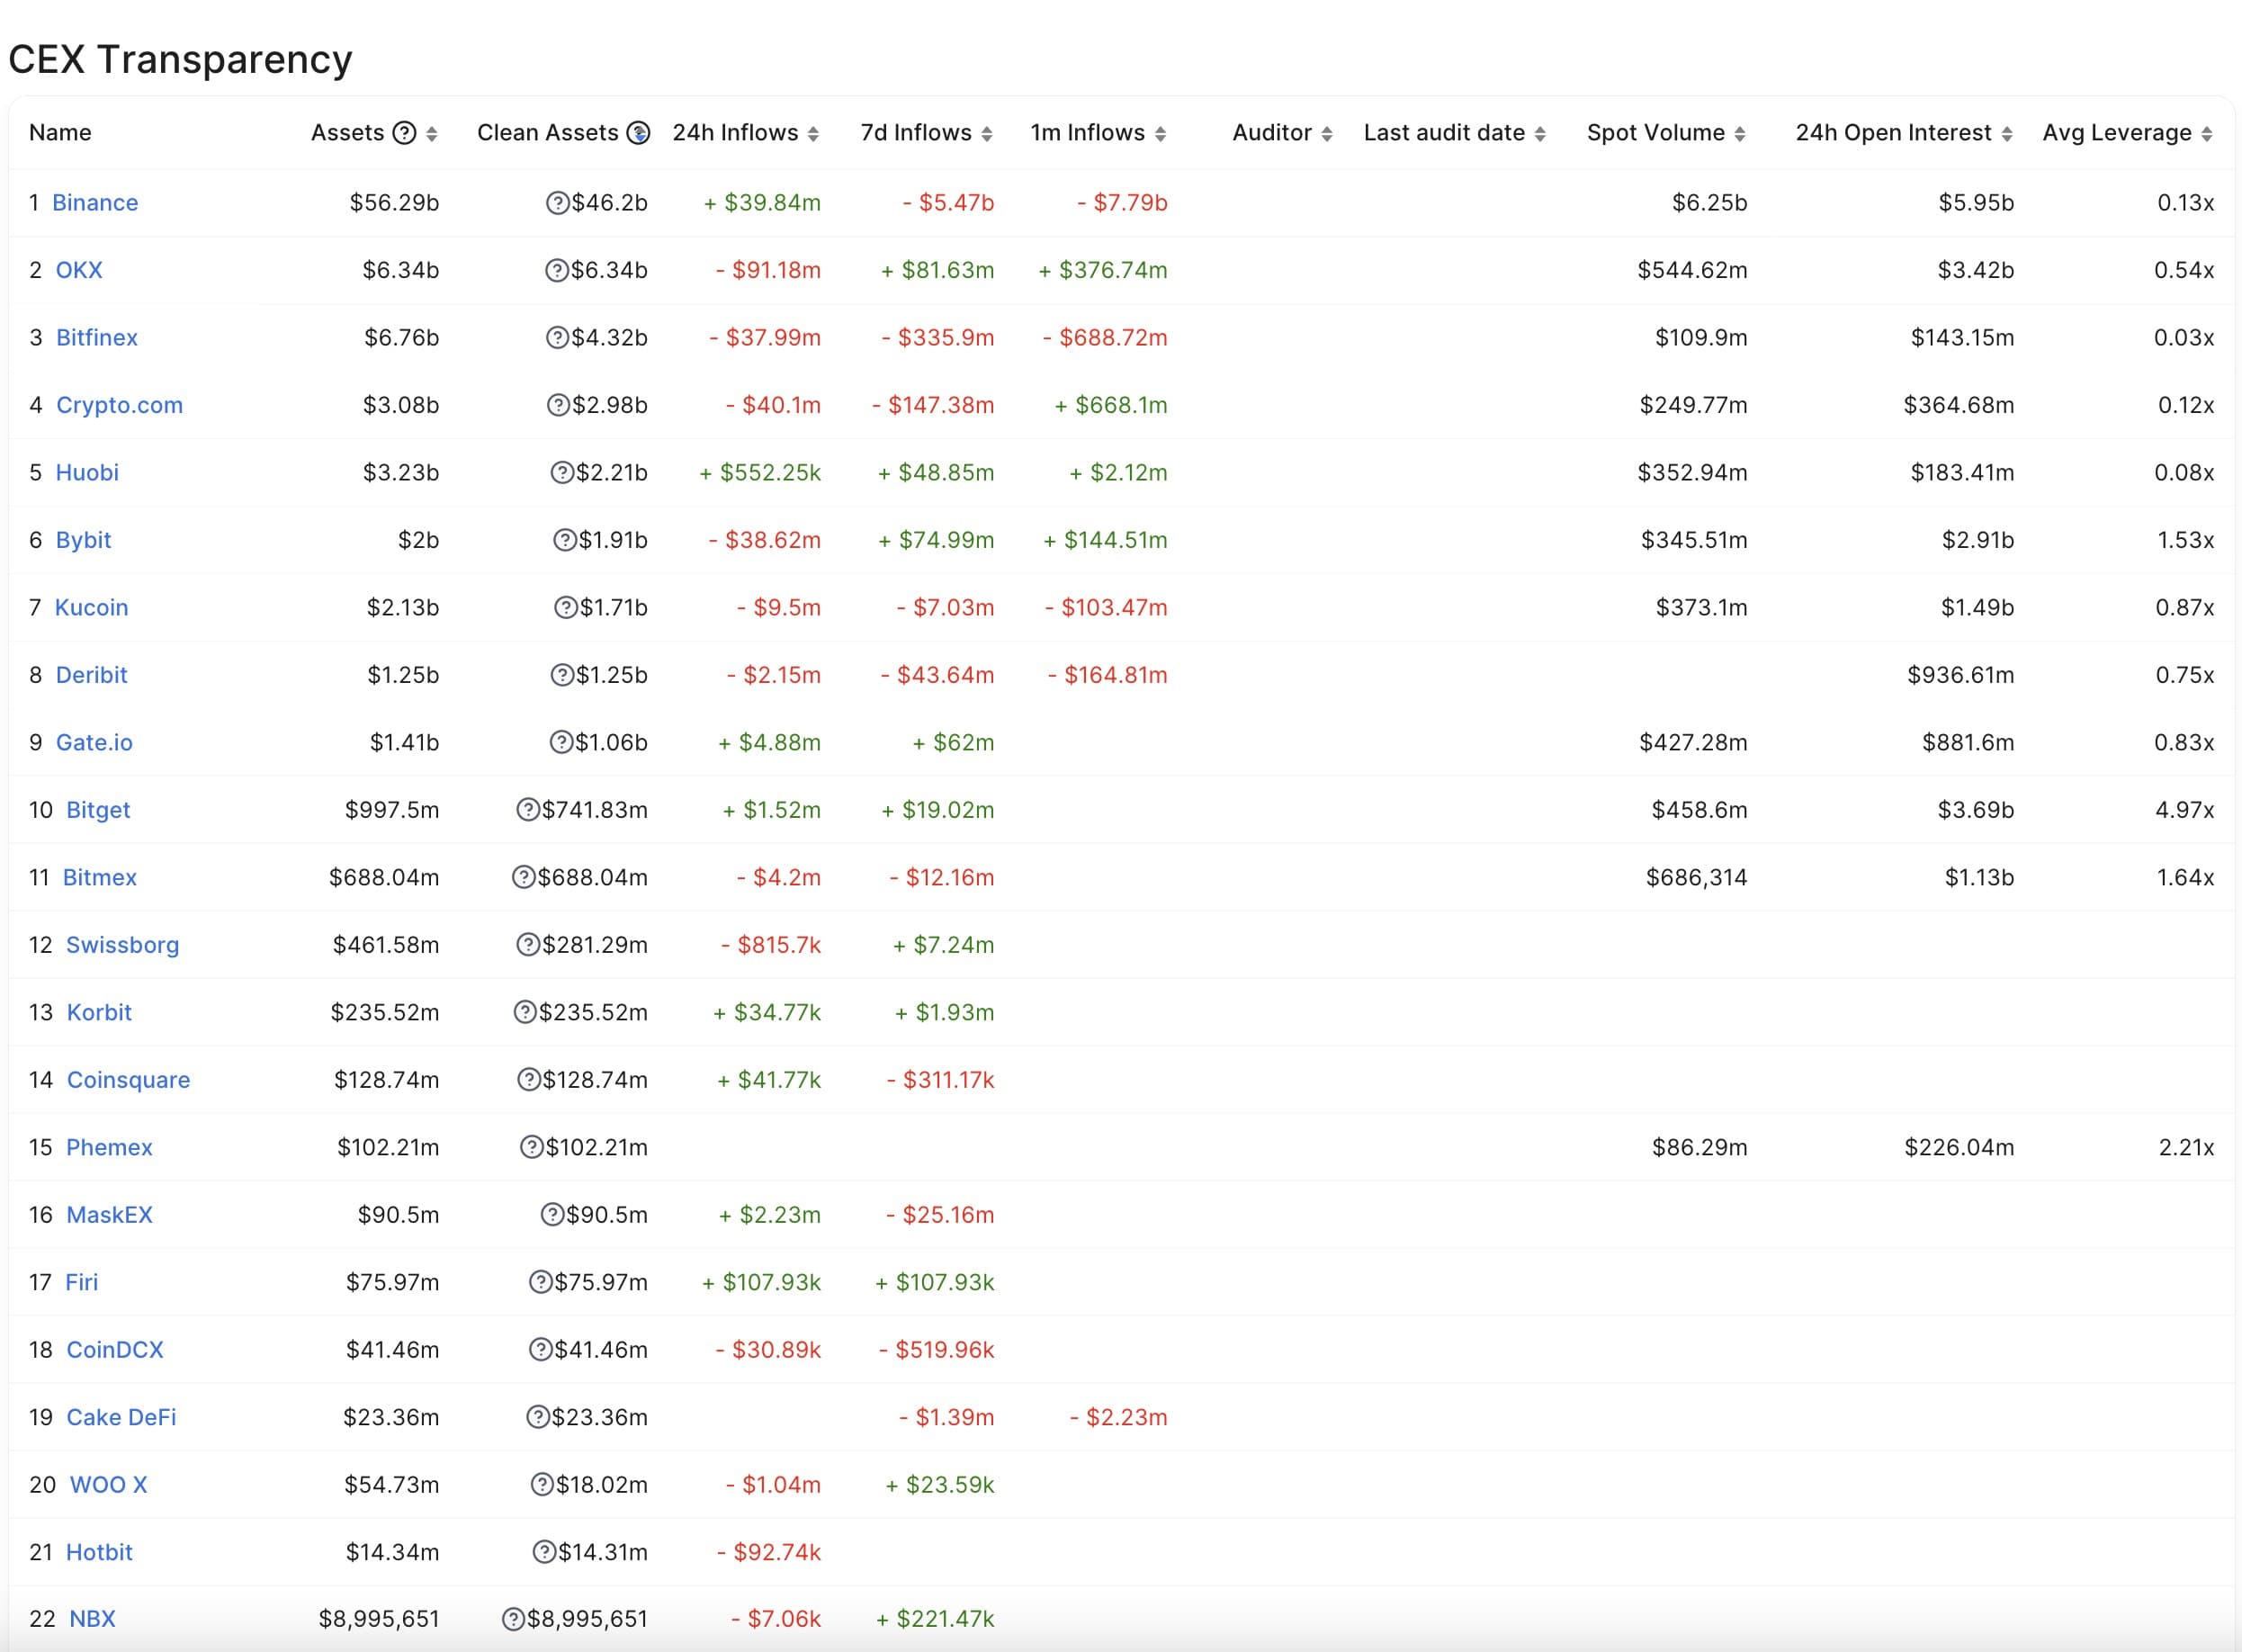 CEX Transparency
Name Assets Clean Assets 24h Inflows 7d Inflows 1m Inflows Auditor Last audit date Spot Volume 24h Open Interest Avg Leverage
1 Binance $56.29b $46.2b + $39.84m - $5.47b - $7.79b $6.25b $5.95b 0.13x
2 OKX $6.34b $6.34b - $91.18m + $81.63m + $376.74m $544.62m $3.42b 0.54x
3 Bitfinex $6.76b $4.32b - $37.99m - $335.9m - $688.72m $109.9m $143.15m 0.03x
4 Crypto.com $3.08b $2.98b - $40.1m - $147.38m + $668.1m $249.77m $364.68m 0.12x
5 Huobi $3.23b $2.21b + $552.25k + $48.85m + $2.12m $352.94m $183.41m 0.08x
6 Bybit $2b $1.91b - $38.62m + $74.99m + $144.51m $345.51m $2.91b 1.53x
7 Kucoin $2.13b $1.71b - $9.5m - $7.03m - $103.47m $373.1m $1.49b 0.87x
8 Deribit $1.25b $1.25b - $2.15m - $43.64m - $164.81m $936.61m 0.75x
9 Gate.io $1.41b $1.06b + $4.88m + $62m $427.28m $881.6m 0.83x
10 Bitget $997.5m $741.83m + $1.52m + $19.02m $458.6m $3.69b 4.97x
11 Bitmex $688.04m $688.04m - $4.2m - $12.16m $686,314 $1.13b 1.64x
12 Swissborg $461.58m $281.29m - $815.7k + $7.24m
13 Korbit $235.52m $235.52m + $34.77k + $1.93m
14 Coinsquare $128.74m $128.74m + $41.77k - $311.17k
15 Phemex $102.21m $102.21m $86.29m $226.04m 2.21x
16 MaskEX $90.5m $90.5m + $2.23m - $25.16m
17 Firi $75.97m $75.97m + $107.93k + $107.93k
18 CoinDCX $41.46m $41.46m - $30.89k - $519.96k
19 Cake DeFi $23.36m $23.36m - $1.39m - $2.23m
20 WOO X $54.73m $18.02m - $1.04m + $23.59k
21 Hotbit $14.34m $14.31m - $92.74k
22 NBX $8,995,651 $8,995,651 - $7.06k + $221.47k